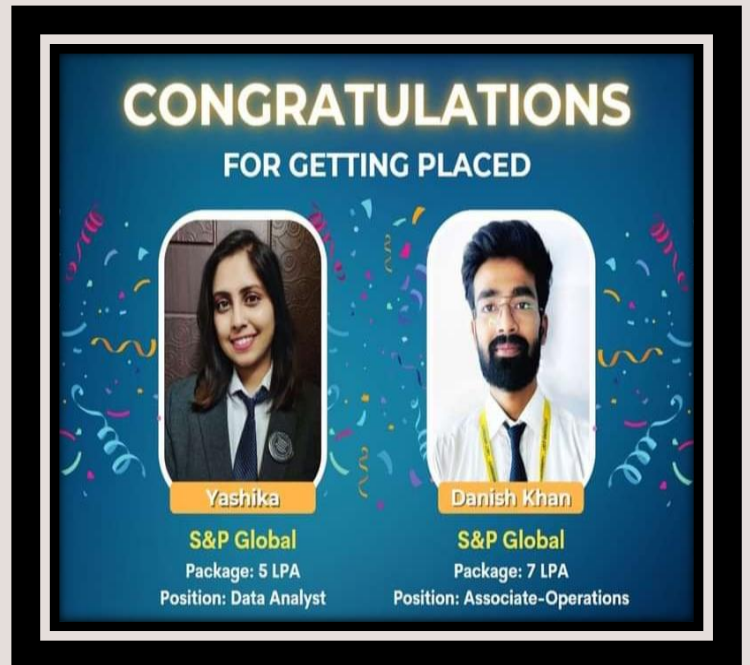 CONGRATULATIONS
FOR GETTING PLACED
Yashika
S&P Global
Package: 5 LPA
Position: Data Analyst
Danish Khan
S&P Global
Package: 7 LPA
Position: Associate-Operations